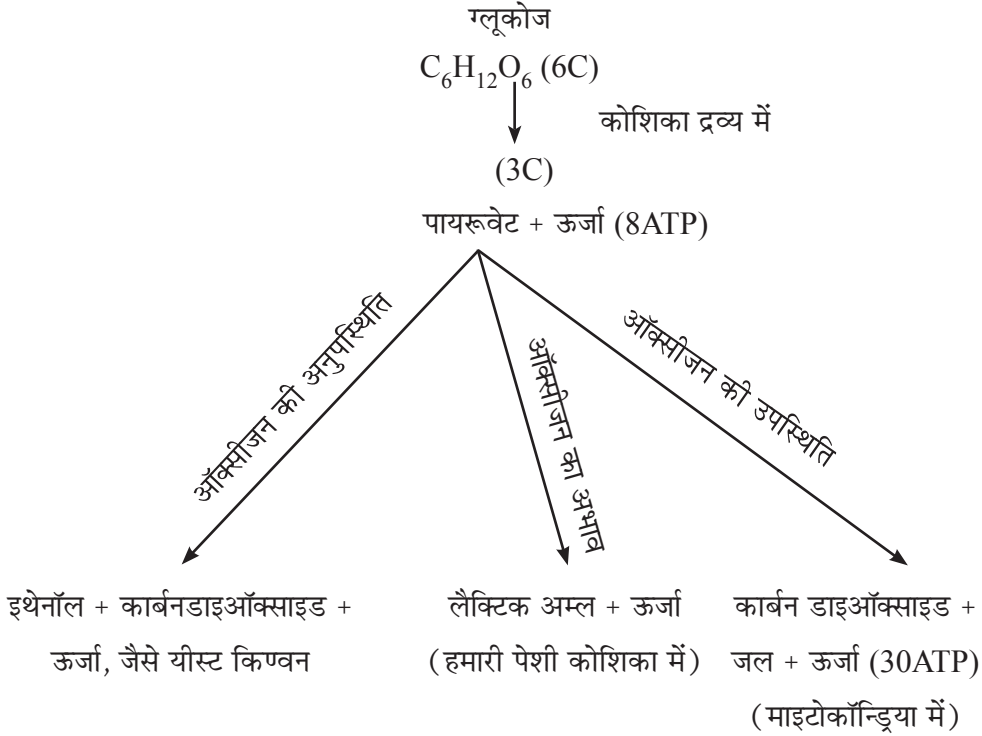 ग्लूकोज
C₆H₁₂O₆ (6C)
कोशिका द्रव्य में
(3C)
पायरूवेट + ऊर्जा (8ATP)
ऑक्सीजन की अनुपस्थिति
ऑक्सीजन का अभाव
ऑक्सीजन की उपस्थिति
इथेनॉल + कार्बनडाइऑक्साइड +
ऊर्जा, जैसे यीस्ट किण्वन
लैक्टिक अम्ल + ऊर्जा
(हमारी पेशी कोशिका में)
कार्बन डाइऑक्साइड +
जल + ऊर्जा (30ATP)
(माइटोकॉन्ड्रिया में)